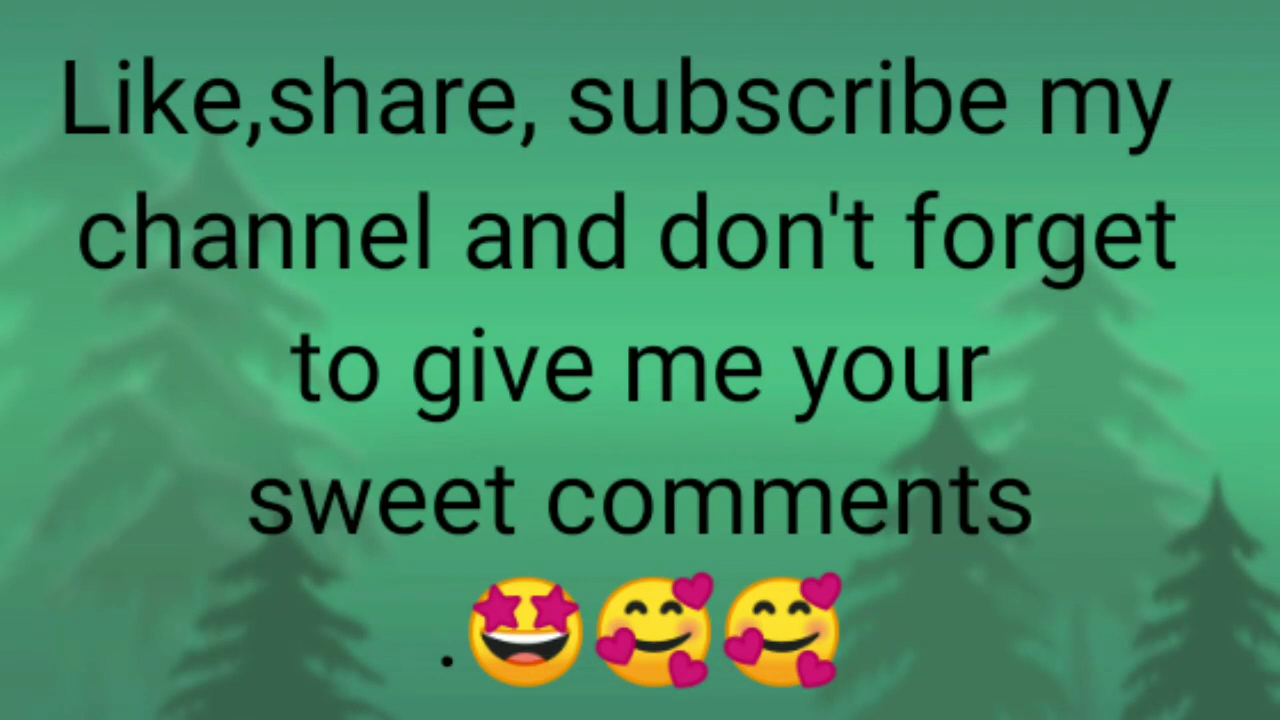 Like,share, subscribe my
channel and don't forget
to give me your
sweet comments
.🤩🥰🥰